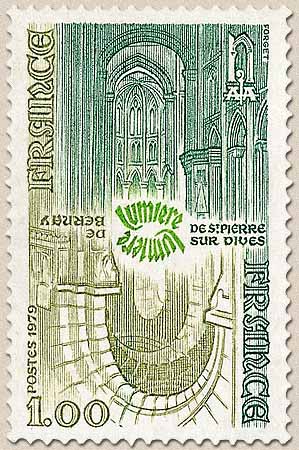 FORGET
FRANCE
Lumière
DE St PIERRE
SUR DIVES
Lumière
DE
BERNAY
FRANCE
POSTES 1979
1.00